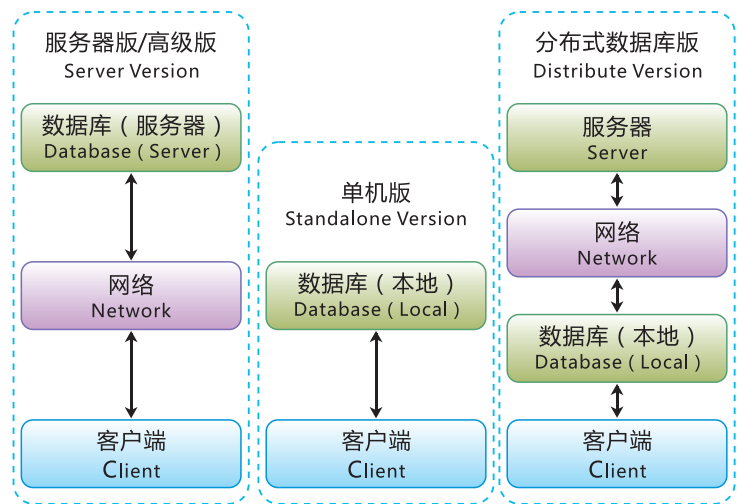 服务器版/高级版
Server Version
数据库（服务器）
Database ( Server )
网络
Network
客户端
Client
单机版
Standalone Version
数据库（本地）
Database ( Local )
客户端
Client
分布式数据库版
Distribute Version
服务器
Server
网络
Network
数据库（本地）
Database ( Local )
客户端
Client